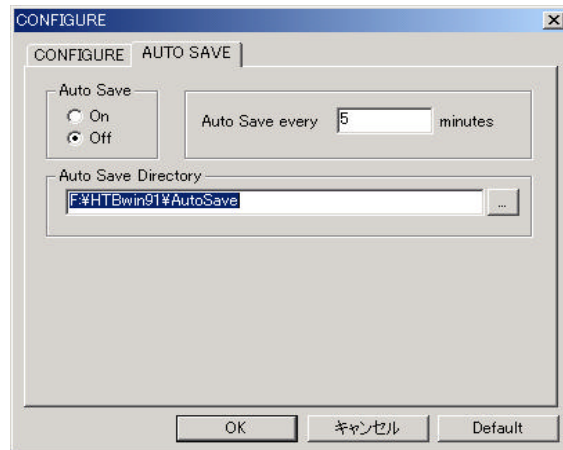 CONFIGURE
CONFIGURE AUTO SAVE
Auto Save
On
Off
Auto Save every 5 minutes
Auto Save Directory
F:¥HTBwin91¥AutoSave
...
OK キャンセル Default